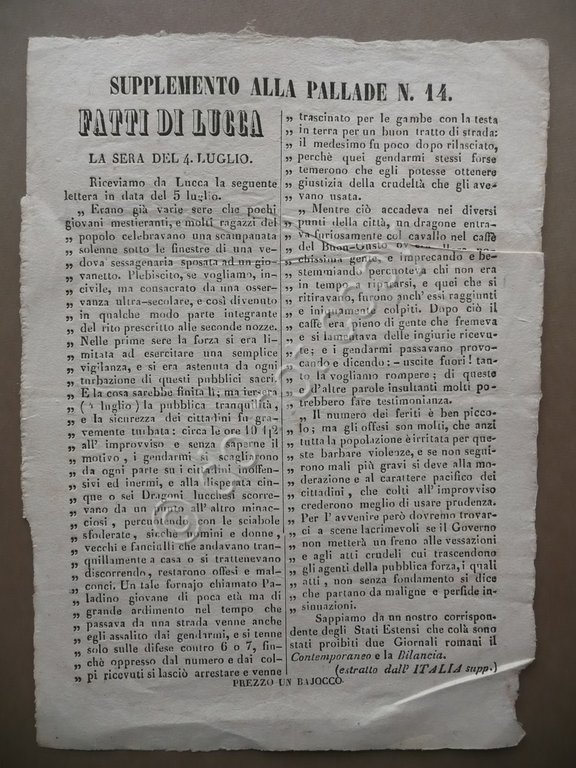 SUPPLEMENTO ALLA PALLADE N. 14.
FATTI DI LUCCA
LA SERA DEL 4. LUGLIO.
Riceviamo da Lucca la seguente
lettera in data del 5 luglio.
„ Erano già varie sere che pochi
„ giovani mestieranti, e molti ragazzi del
„ popolo celebravano una scampanata
„ solenne sotto le finestre di una ve-
„ dova sessagenaria sposata ad un gio-
„ vanetto. Plebiscito, se vogliamo, in-
„ civile, ma consacrato da una osser-
„ vanza ultra-secolare, e così divenuto
„ in qualche modo parte integrante
„ del rito prescritto alle seconde nozze.
„ Nelle prime sere la forza si era li-
„ mitata ad esercitare una semplice
„ vigilanza, e si era astenuta da ogni
„ turbazione di questi pubblici sacri.
„ E la cosa sarebbe finita lì; ma iersera
„ (4 luglio) la pubblica tranquilità,
„ e la sicurezza dei cittadini fu gra-
„ vemente turbata: circa le ore 10 1/2
„ all' improvviso e senza saperne il
„ motivo, i gendarmi si scagliarono
„ da ogni parte su i cittadini inoffen-
„ sivi ed inermi, e alla disperata cin-
„ que o sei Dragoni lucchesi scorre-
„ vano da un all'altro minac-
„ ciosi, percuotendo con le sciabole
„ sfoderate, sicchè uomini e donne,
„ vecchi e fanciulli che andavano tran-
„ quillamente a casa o si trattenevano
„ discorrendo, restarono offesi e mal-
„ conci. Un tale fornajo chiamato Pa-
„ ladino giovane di poca età ma di
„ grande ardimento nel tempo che
„ passava da una strada venne anche
„ egli assalito dai gendarmi, e si tenne
„ solo sulle difese contro 6 o 7, fin-
„ chè oppresso dal numero e dai col-
„ pi ricevuti si lasciò arrestare e venne
„ trascinato per le gambe con la testa
„ in terra per un buon tratto di strada:
„ il medesimo fu poco dopo rilasciato,
„ perchè quei gendarmi stessi forse
„ temerono che egli potesse ottenere
„ giustizia della crudeltà che gli ave-
„ vano usata.
„ Mentre ciò accadeva nei diversi
„ punti della città, un dragone entra-
„ va furiosamente col cavallo nel caffè
„ del Buon-Gusto
„ chissima gente, e imprecando e be-
„ stemmiando percuoteva chi non era
„ in tempo a ripararsi, e quei che si
„ ritiravano, furono anch' essi raggiunti
„ e iniquamente colpiti. Dopo ciò il
„ caffè era pieno di gente che fremeva
„ e si lamentava delle ingiurie ricevu-
„ te; e i gendarmi passavano provo-
„ cando e dicendo: - uscite fuori! tan-
„ to la vogliamo rompere; di queste
„ e d'altre parole insultanti molti po-
„ trebbero fare testimonianza.
„ Il numero dei feriti è ben picco-
„ lo; ma gli offesi son molti, che anzi
„ tutta la popolazione è irritata per que-
„ ste barbare violenze, e se non segui-
„ rono mali più gravi si deve alla mo-
„ derazione e al carattere pacifico dei
„ cittadini, che colti all'improvviso
„ crederono meglio di usare prudenza.
„ Per l' avvenire però dovremo trovar-
„ ci a scene lacrimevoli se il Governo
„ non metterà un freno alle vessazioni
„ e agli atti crudeli cui trascendono
„ gli agenti della pubblica forza, i quali
„ atti, non senza fondamento si dice
„ che partano da maligne e perfide in-
„ sinuazioni.
Sappiamo da un nostro corrispon-
dente degli Stati Estensi che colà sono
stati proibiti due Giornali romani il
Contemporaneo e la Bilancia.
(estratto dall' ITALIA supp.)
PREZZO UN BAJOCCO